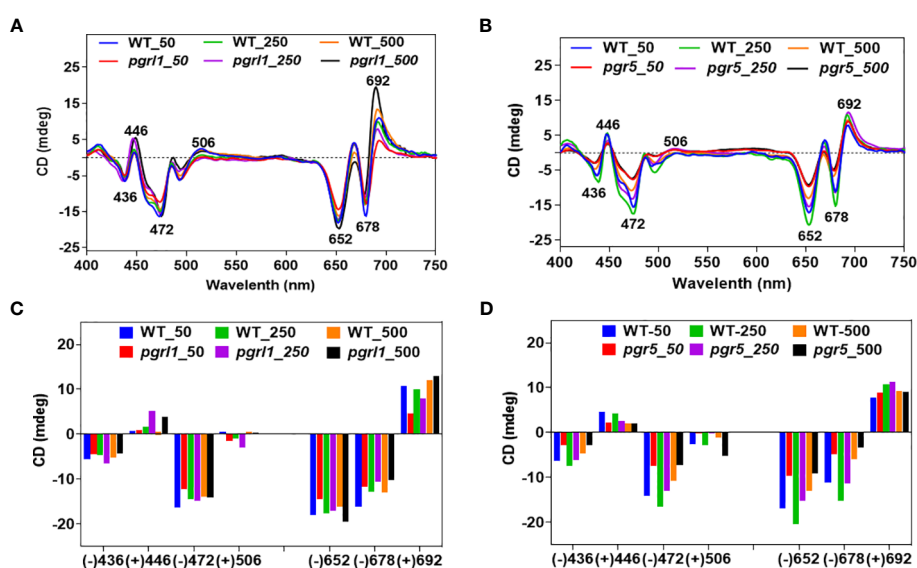 A
WT_50 WT_250 WT_500
pgrl1_50 pgrl1_250 pgrl1_500
25
15
5
-5
-15
-25
CD (mdeg)
446
436
472
506
652
678
692
400 450 500 550 600 650 700 750
Wavelenth (nm)
B
WT_50 WT_250 WT_500
pgr5_50 pgr5_250 pgr5_500
25
15
5
-5
-15
-25
CD (mdeg)
446
436
472
506
652
678
692
400 450 500 550 600 650 700 750
Wavelenth (nm)
C
WT_50 WT_250 WT_500
pgrl1_50 pgrl1_250 pgrl1_500
20
10
0
-10
-20
CD (mdeg)
(-)436 (+)446 (-)472 (+)506 (-)652 (-)678 (+)692
D
WT-50 WT-250 WT-500
pgr5_50 pgr5_250 pgr5_500
20
10
0
-10
-20
CD (mdeg)
(-)436 (+)446 (-)472 (+)506 (-)652 (-)678 (+)692